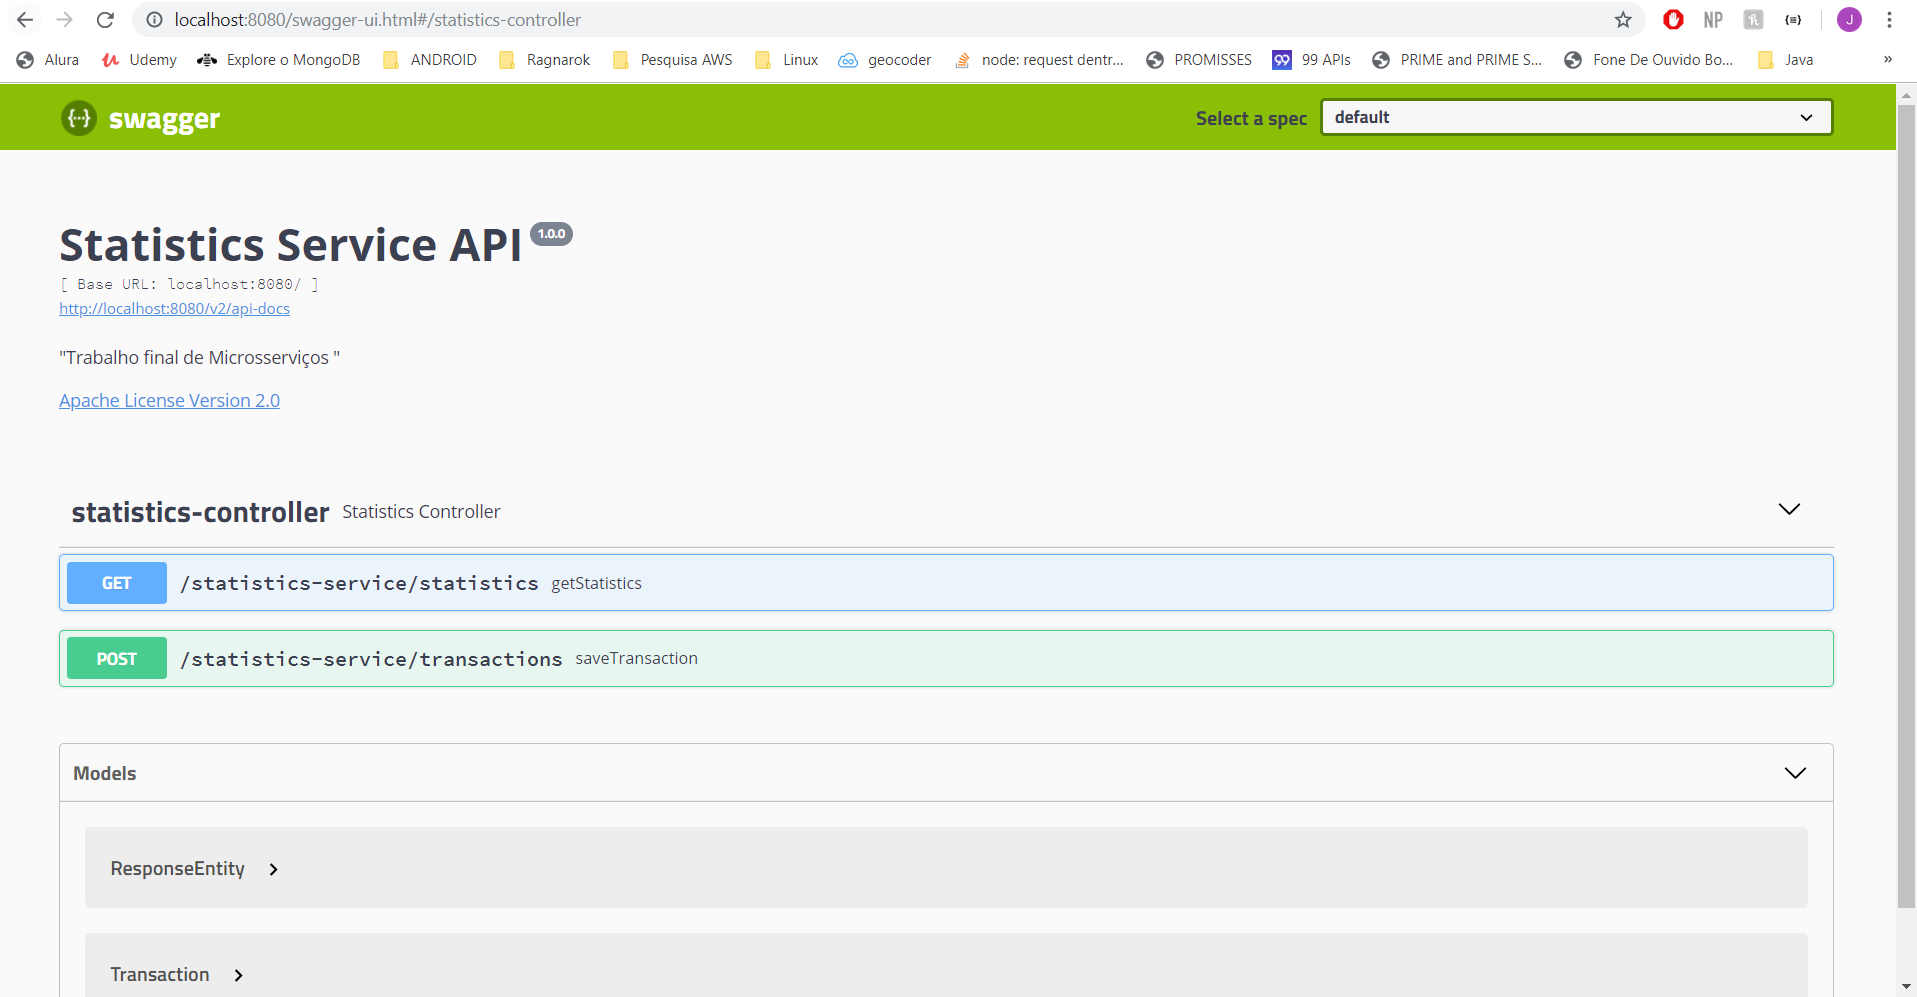 localhost:8080/swagger-ui.html#/statistics-controller
NP
J
Alura Udemy Explore o MongoDB ANDROID Ragnarok Pesquisa AWS Linux geocoder node: request dentr... PROMISSES 99 99 APIs PRIME and PRIME S... Fone De Ouvido Bo... Java »
{···} swagger Select a spec default
Statistics Service API 1.0.0
[ Base URL: localhost:8080/ ]
http://localhost:8080/v2/api-docs
"Trabalho final de Microsserviços "
Apache License Version 2.0
statistics-controller Statistics Controller
GET /statistics-service/statistics getStatistics
POST /statistics-service/transactions saveTransaction
Models
ResponseEntity
Transaction